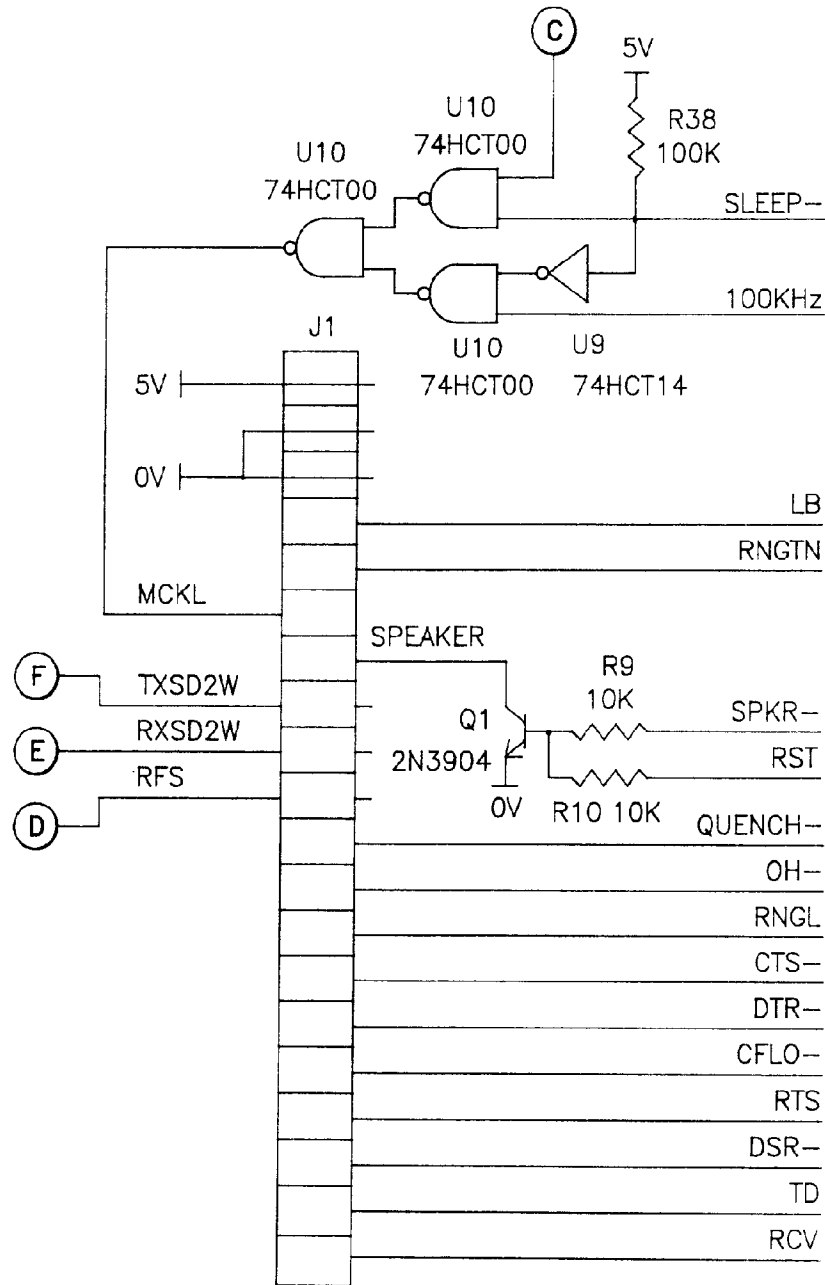 C
5V
U10
74HCT00
R38
100K
U10
74HCT00
SLEEP-
100KHz
J1
U10
74HCT00
U9
74HCT14
5V
0V
LB
RNGTN
MCKL
SPEAKER
F
TXSD2W
R9
10K
Q1
SPKR-
E
RXSD2W
2N3904
RST
RFS
0V
R10 10K
D
QUENCH-
OH-
RNGL
CTS-
DTR-
CFLO-
RTS
DSR-
TD
RCV